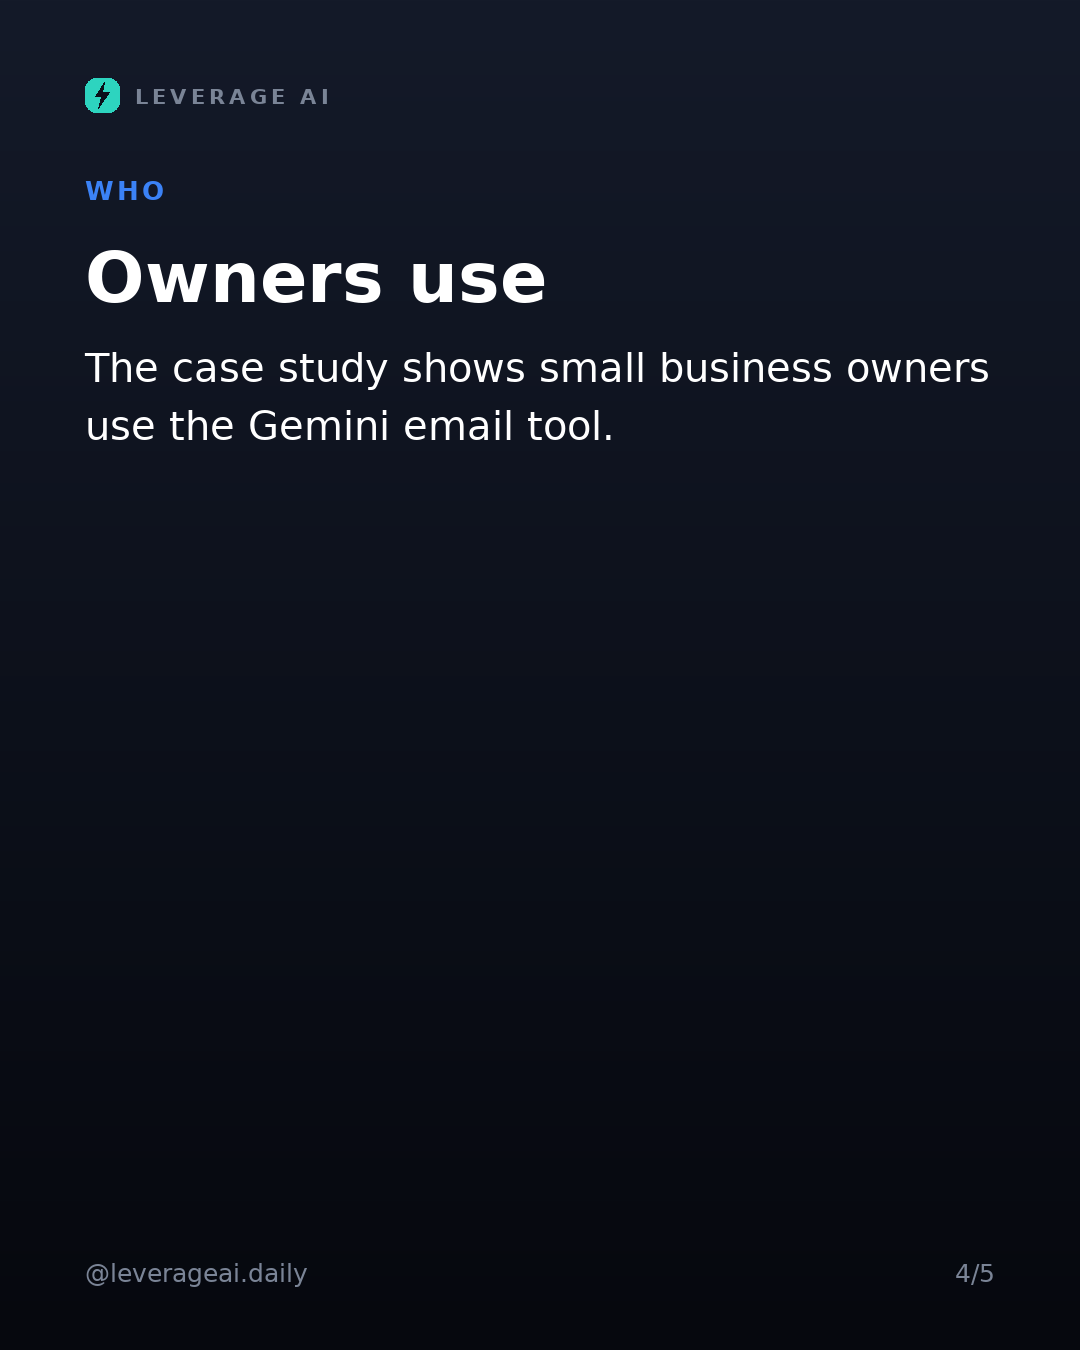 LEVERAGE AI
WHO
Owners use
The case study shows small business owners
use the Gemini email tool.
@leverageai.daily
4/5